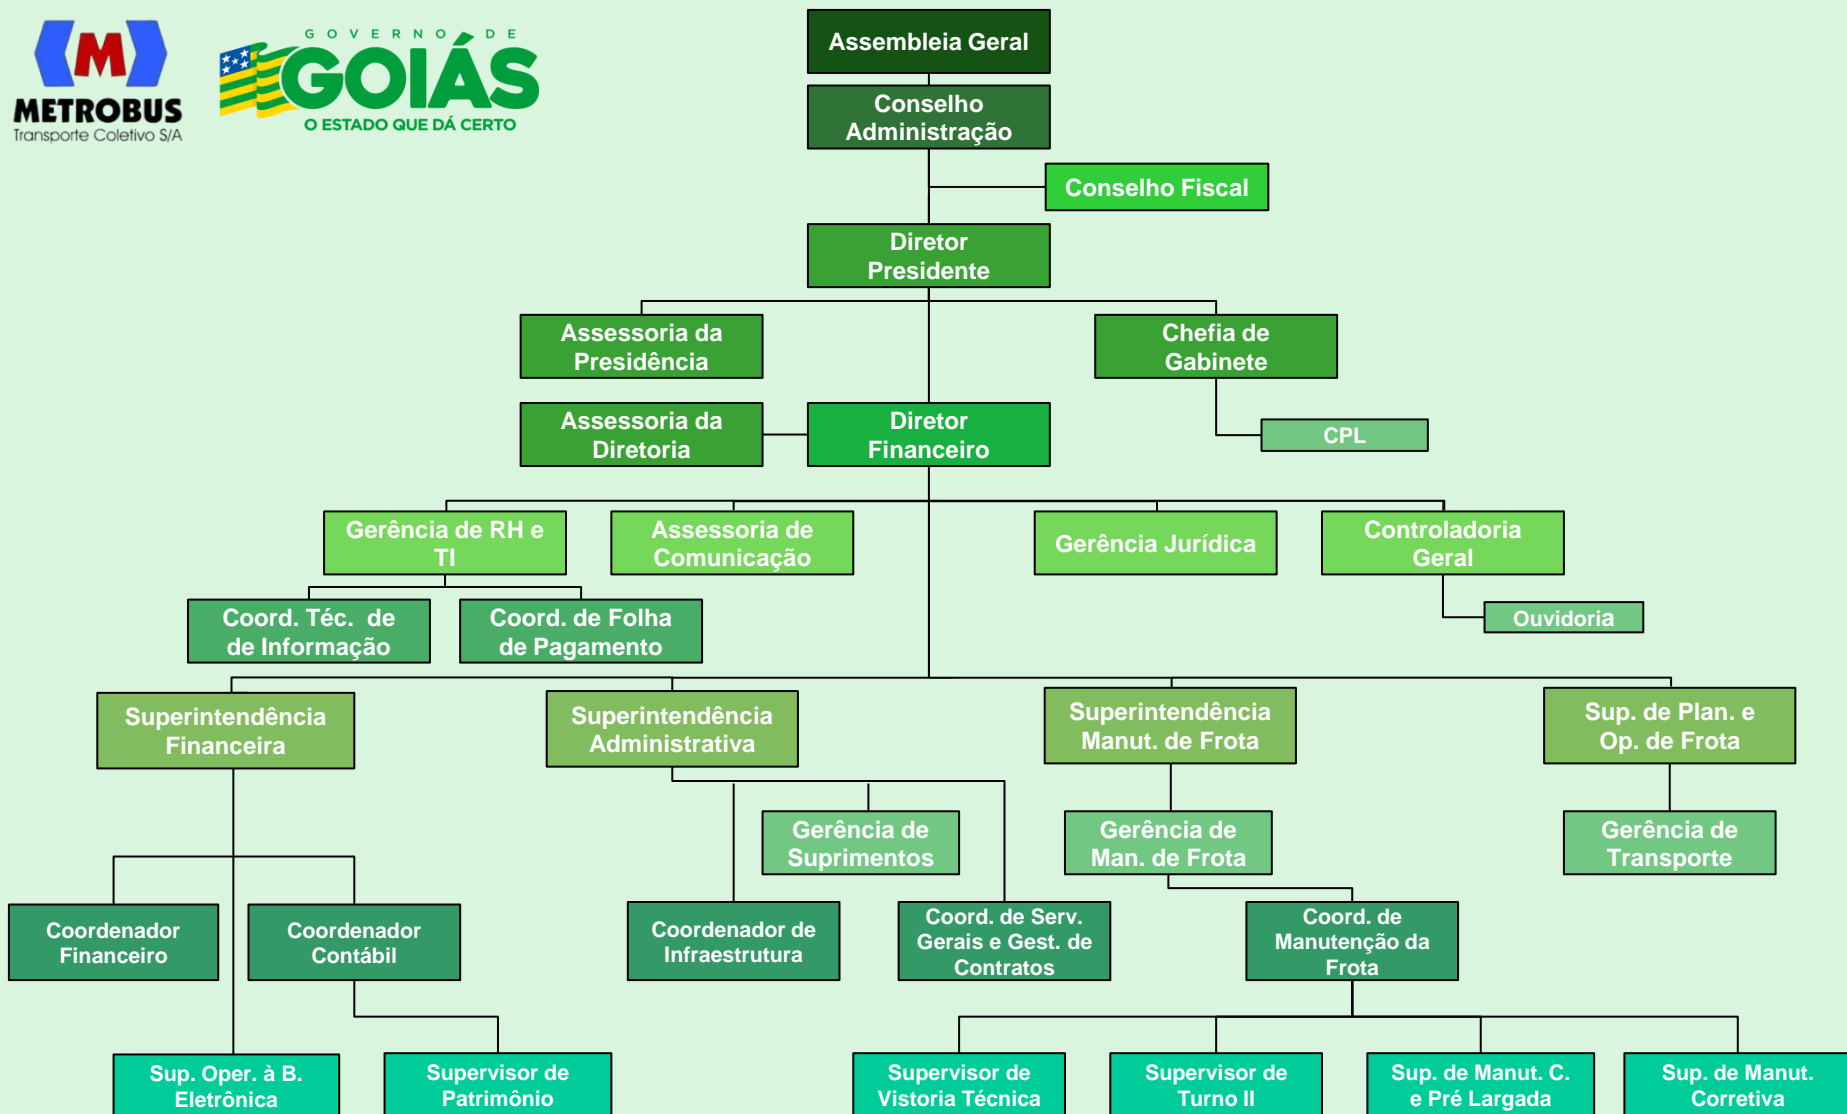 METROBUS
Transporte Coletivo S/A
GOVERNO DE
GOIÁS
O ESTADO QUE DÁ CERTO
Assembleia Geral
Conselho
Administração
Conselho Fiscal
Diretor
Presidente
Assessoria da
Presidência
Chefia de
Gabinete
Assessoria da
Diretoria
Diretor
Financeiro
CPL
Gerência de RH e
TI
Assessoria de
Comunicação
Gerência Jurídica
Controladoria
Geral
Coord. Téc.  de
de Informação
Coord. de Folha
de Pagamento
Ouvidoria
Superintendência
Financeira
Superintendência
Administrativa
Superintendência
Manut. de Frota
Sup. de Plan. e
Op. de Frota
Gerência de
Suprimentos
Gerência de
Man. de Frota
Gerência de
Transporte
Coordenador
Financeiro
Coordenador
Contábil
Coordenador de
Infraestrutura
Coord. de Serv.
Gerais e Gest. de
Contratos
Coord. de
Manutenção da
Frota
Sup. Oper. à B.
Eletrônica
Supervisor de
Patrimônio
Supervisor de
Vistoria Técnica
Supervisor de
Turno II
Sup. de Manut. C.
e Pré Largada
Sup. de Manut.
Corretiva